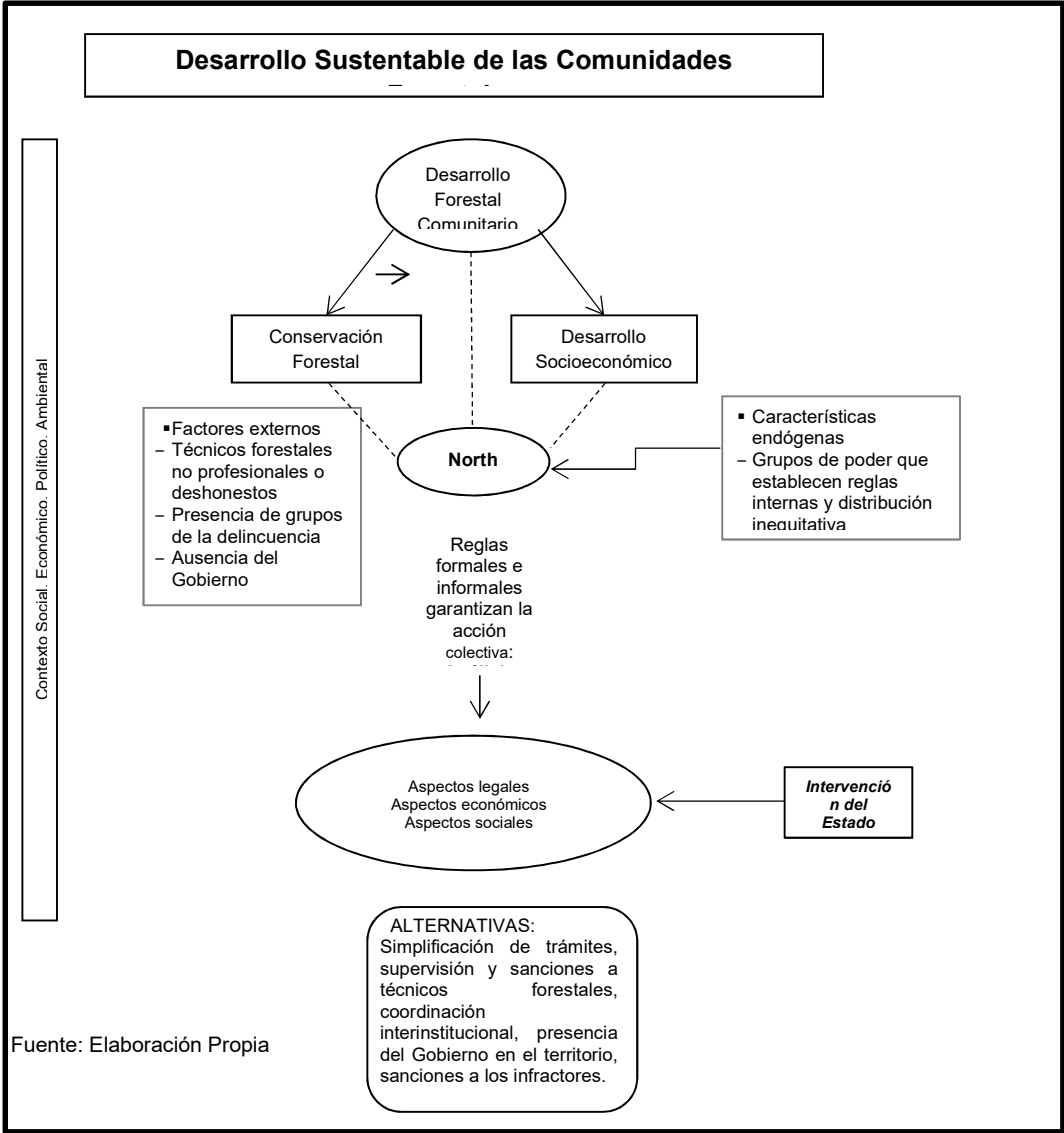 Desarrollo Sustentable de las Comunidades
Desarrollo
Forestal
Comunitario
Conservación
Forestal
Desarrollo
Socioeconómico
Contexto Social. Económico. Político. Ambiental
▪Factores externos
– Técnicos forestales
no profesionales o
deshonestos
– Presencia de grupos
de la delincuencia
– Ausencia del
Gobierno
North
▪ Características
endógenas
– Grupos de poder que
establecen reglas
internas y distribución
inequitativa
Reglas
formales e
informales
garantizan la
acción
colectiva:
Aspectos legales
Aspectos económicos
Aspectos sociales
Intervenció
n del
Estado
ALTERNATIVAS:
Simplificación de trámites,
supervisión y sanciones a
técnicos forestales,
coordinación
interinstitucional, presencia
del Gobierno en el territorio,
sanciones a los infractores.
Fuente: Elaboración Propia